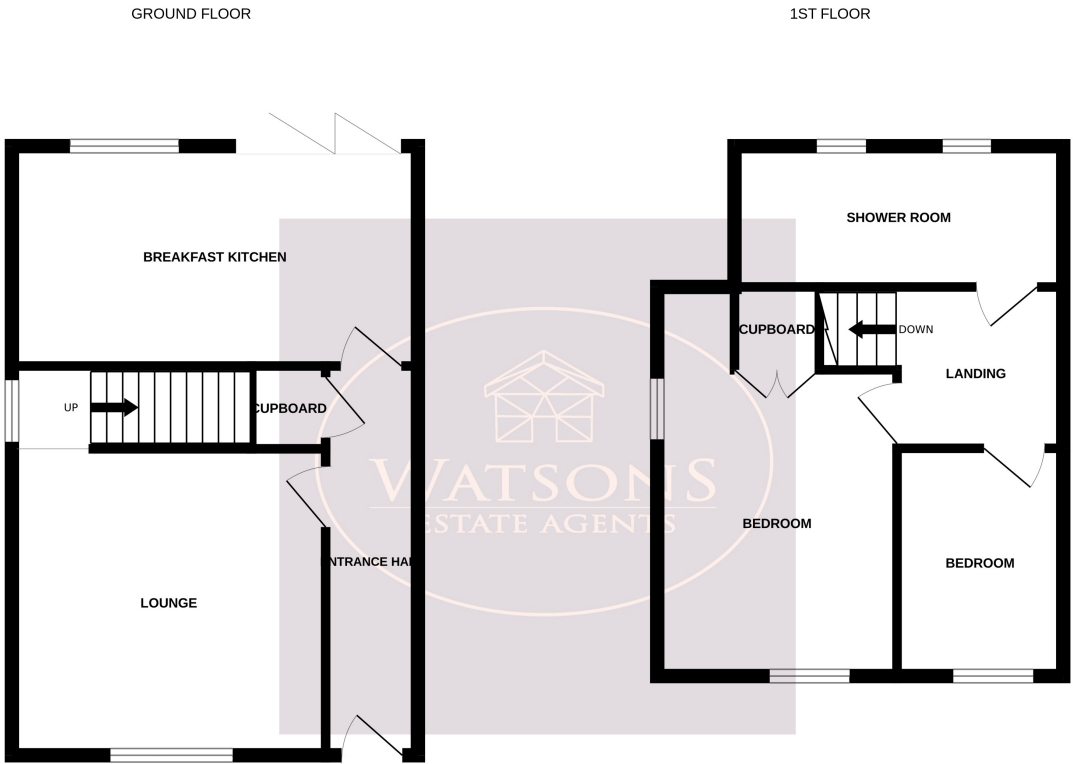 GROUND FLOOR
1ST FLOOR
BREAKFAST KITCHEN
UP
CUPBOARD
ENTRANCE HALL
LOUNGE
SHOWER ROOM
CUPBOARD
DOWN
LANDING
BEDROOM
BEDROOM
WATSONS
ESTATE AGENTS